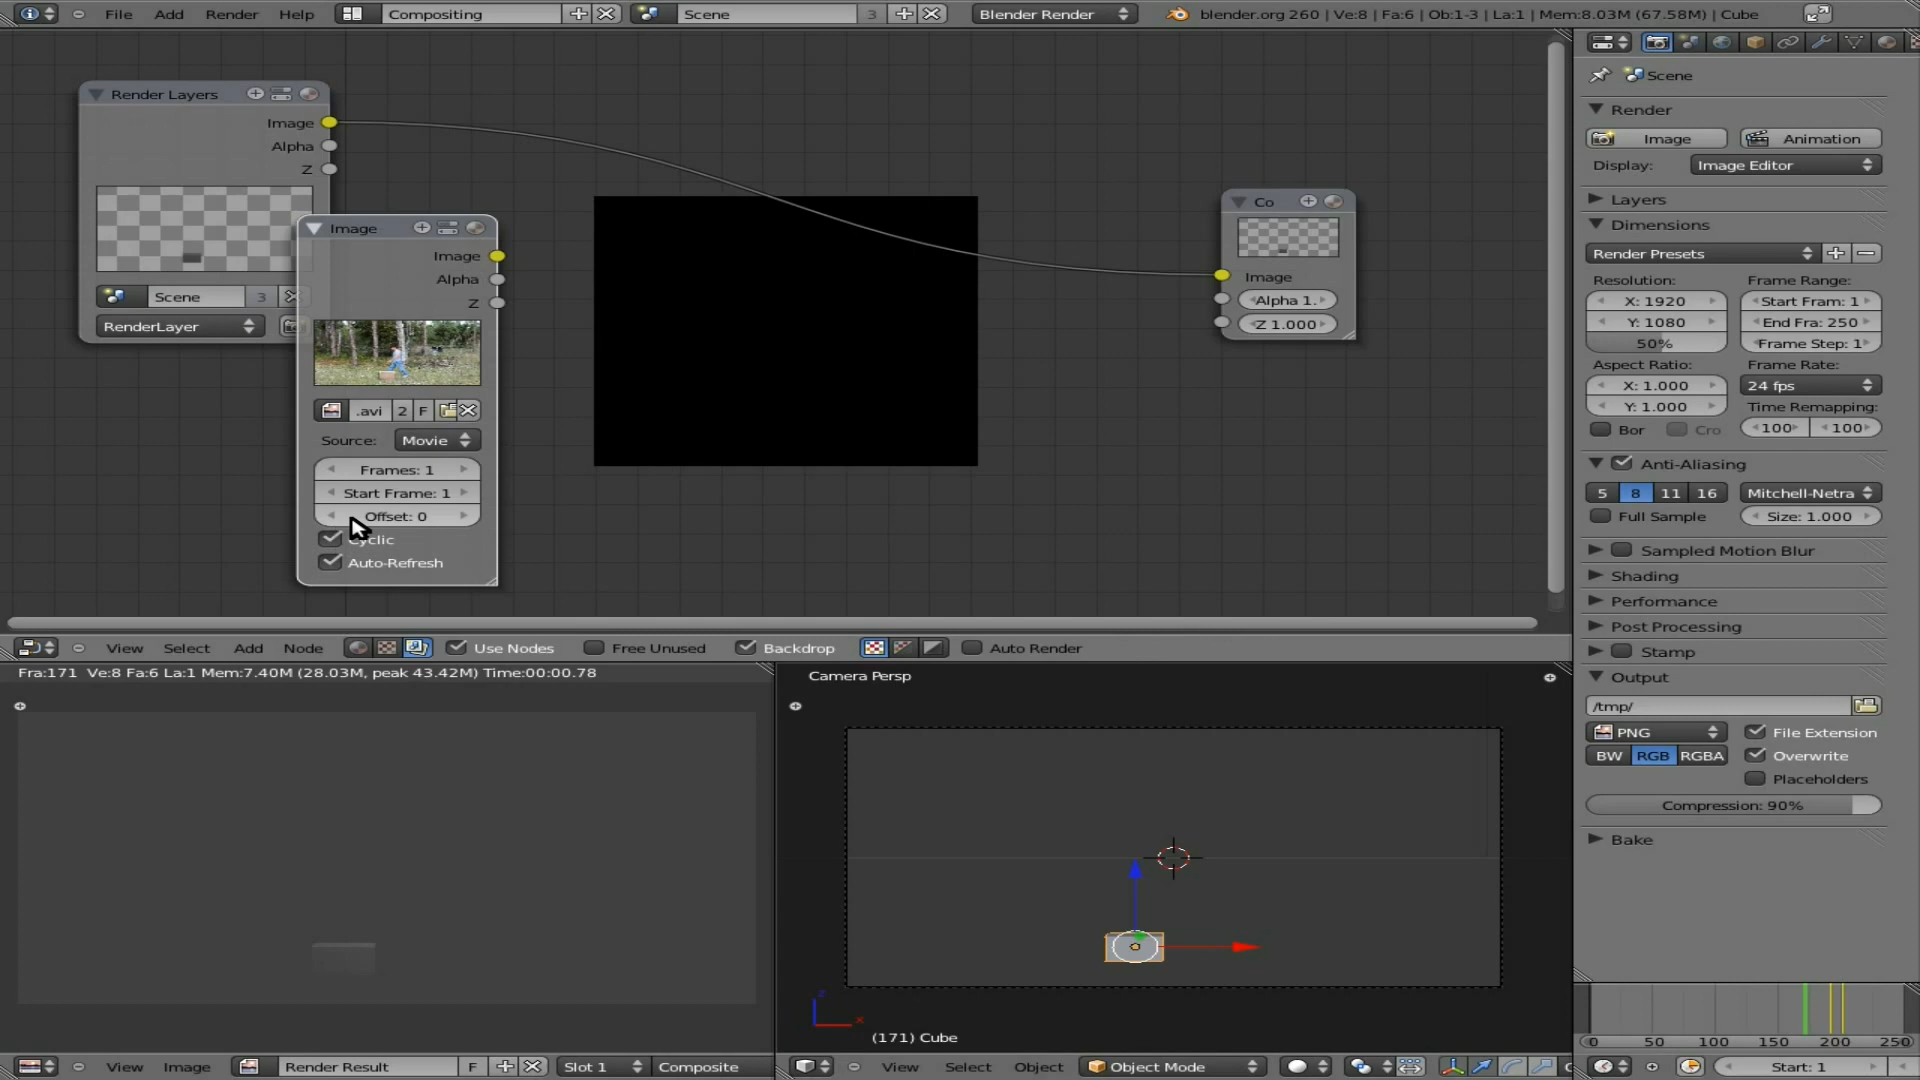 File Add Render Help Compositing Scene 3 Blender Render blender.org 260 | Ve:8 | Fa:6 | Ob:1-3 | La:1 | Mem:8.03M (67.58M) | Cube
Render Layers
Image
Alpha
Z
Scene 3
RenderLayer
Image
Image
Alpha
Z
.avi 2 F
Source: Movie
Frames: 1
Start Frame: 1
Offset: 0
Cyclic
Auto-Refresh
Co
Image
Alpha 1.
Z 1.000
View Select Add Node Use Nodes Free Unused Backdrop Auto Render
Fra:171 Ve:8 Fa:6 La:1 Mem:7.40M (28.03M, peak 43.42M) Time:00:00.78
View Image Render Result F Slot 1 Composite
Camera Persp
z
x
(171) Cube
View Select Object Object Mode
Scene
Render
Image Animation
Display: Image Editor
Layers
Dimensions
Render Presets
Resolution: Frame Range:
X: 1920 Start Fram: 1
Y: 1080 End Fra: 250
50% Frame Step: 1
Aspect Ratio: Frame Rate:
X: 1.000 24 fps
Y: 1.000 Time Remapping:
Bor Cro 100 100
Anti-Aliasing
5 8 11 16 Mitchell-Netra
Full Sample Size: 1.000
Sampled Motion Blur
Shading
Performance
Post Processing
Stamp
Output
/tmp/
PNG File Extension
BW RGB RGBA Overwrite
Placeholders
Compression: 90%
Bake
0 50 100 150 200 250
Start: 1